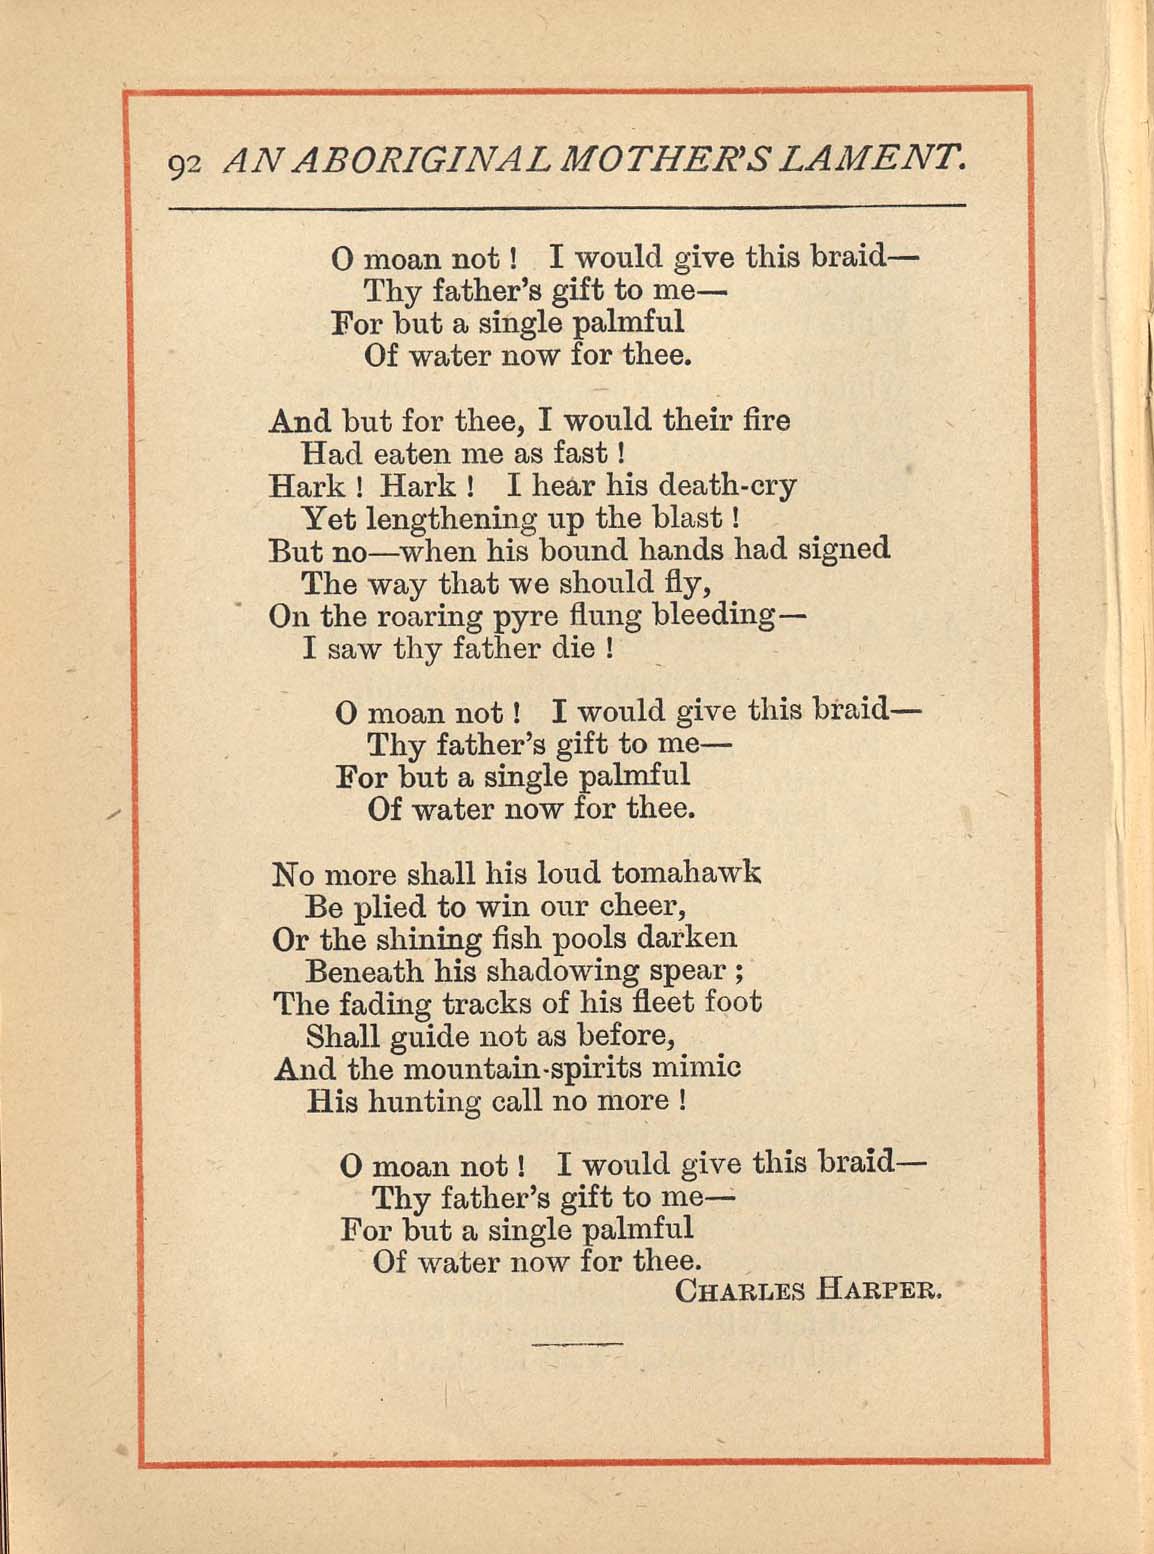 92 AN ABORIGINAL MOTHER'S LAMENT.
O moan not ! I would give this braid—
Thy father's gift to me—
For but a single palmful
Of water now for thee.
And but for thee, I would their fire
Had eaten me as fast !
Hark ! Hark ! I hear his death-cry
Yet lengthening up the blast !
But no—when his bound hands had signed
The way that we should fly,
On the roaring pyre flung bleeding—
I saw thy father die !
O moan not ! I would give this braid—
Thy father's gift to me—
For but a single palmful
Of water now for thee.
No more shall his loud tomahawk
Be plied to win our cheer,
Or the shining fish pools darken
Beneath his shadowing spear ;
The fading tracks of his fleet foot
Shall guide not as before,
And the mountain-spirits mimic
His hunting call no more !
O moan not ! I would give this braid—
Thy father's gift to me—
For but a single palmful
Of water now for thee.
CHARLES HARPER.